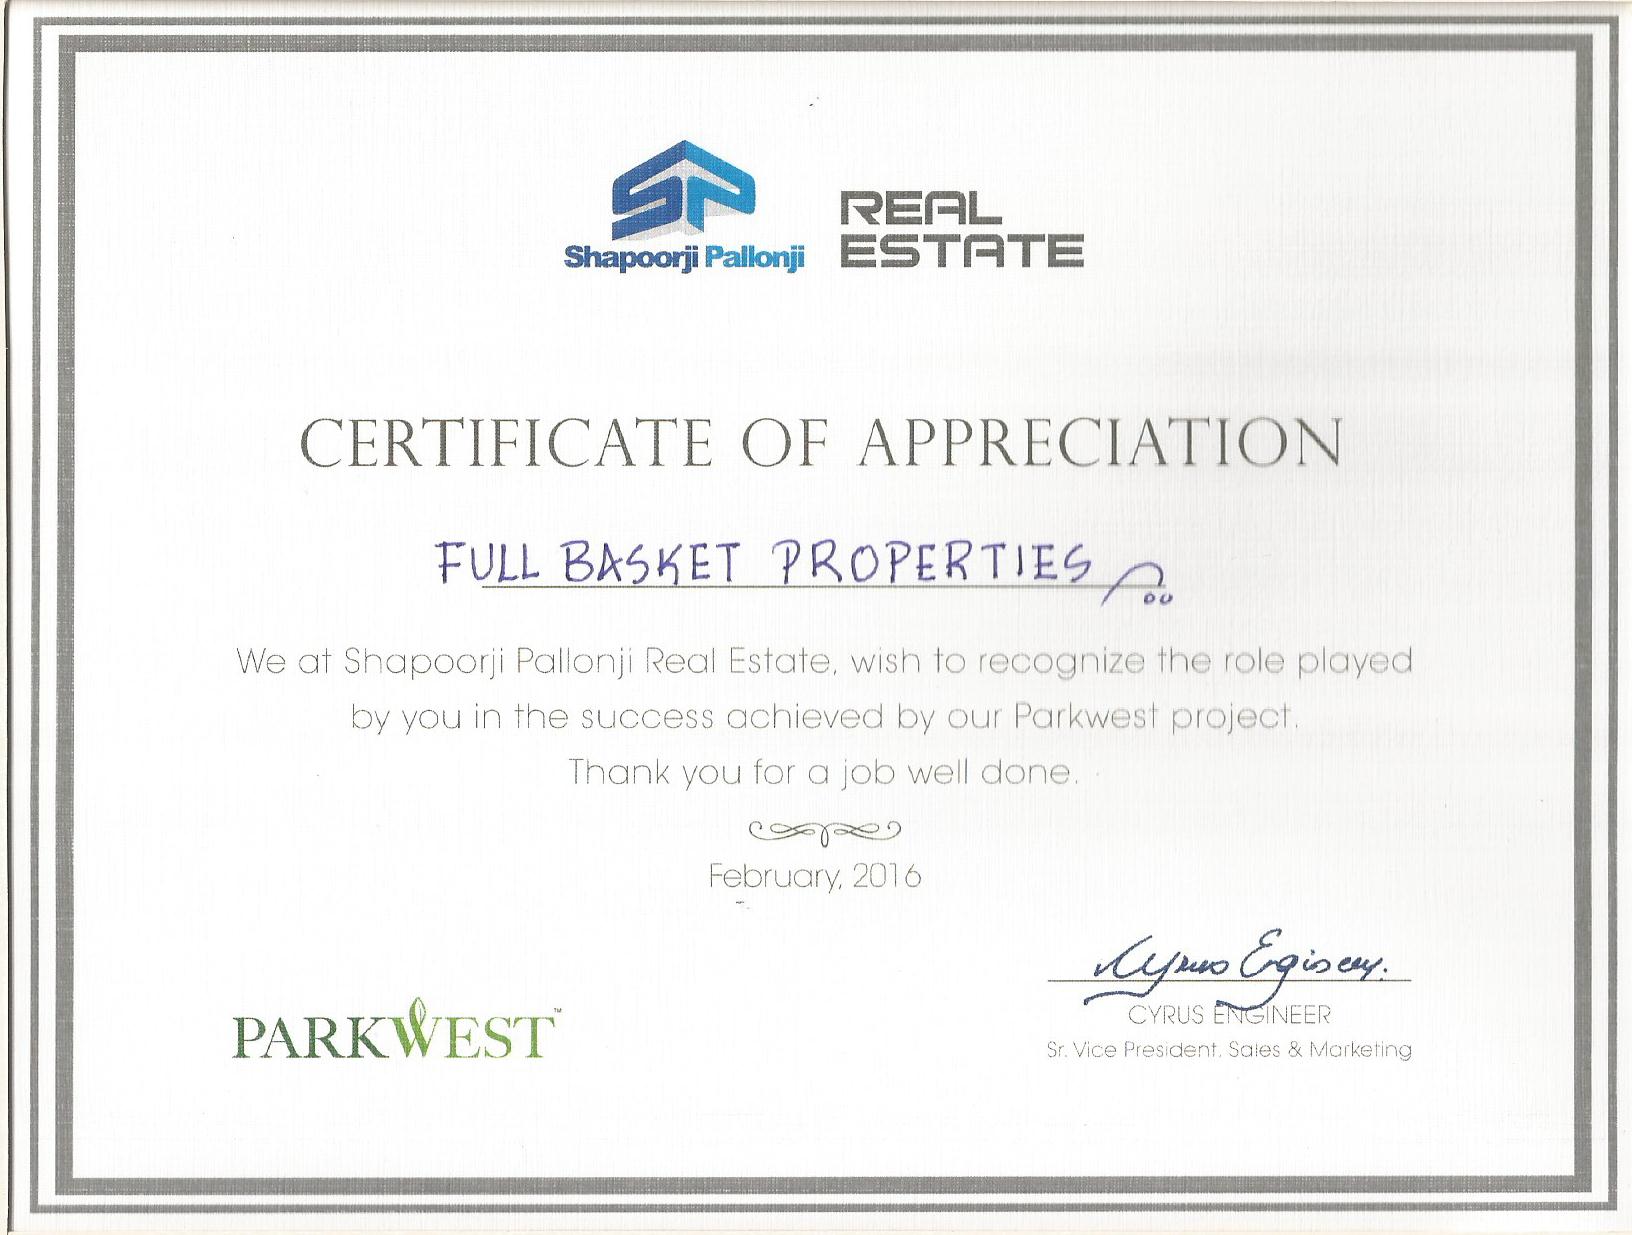 SP
Shapoorji Pallonji
REAL
ESTATE
CERTIFICATE OF APPRECIATION
FULL BASKET PROPERTIES
We at Shapoorji Pallonji Real Estate, wish to recognize the role played
by you in the success achieved by our Parkwest project.
Thank you for a job well done.
February, 2016
PARKWEST™
Cyrus Engineer.
CYRUS ENGINEER
Sr. Vice President, Sales & Marketing